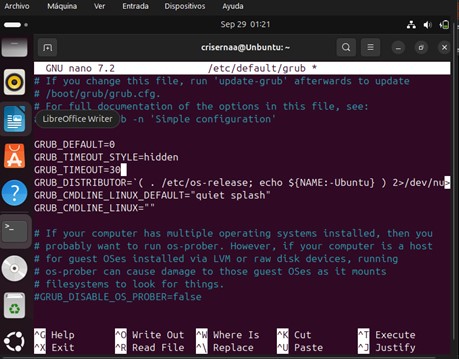 Archivo Máquina Ver Entrada Dispositivos Ayuda
Sep 29 01:21
crisernaa@Unbuntu: ~
GNU nano 7.2 /etc/default/grub *
# If you change this file, run 'update-grub' afterwards to update
# /boot/grub/grub.cfg.
# For full documentation of the options in this file, see:
-n 'Simple configuration'
LibreOffice Writer
GRUB_DEFAULT=0
GRUB_TIMEOUT_STYLE=hidden
GRUB_TIMEOUT=30
GRUB_DISTRIBUTOR=`( . /etc/os-release; echo ${NAME:-Ubuntu} ) 2>/dev/nu>
GRUB_CMDLINE_LINUX_DEFAULT="quiet splash"
GRUB_CMDLINE_LINUX=""
# If your computer has multiple operating systems installed, then you
# probably want to run os-prober. However, if your computer is a host
# for guest OSes installed via LVM or raw disk devices, running
# os-prober can cause damage to those guest OSes as it mounts
# filesystems to look for things.
#GRUB_DISABLE_OS_PROBER=false
^G Help ^O Write Out ^W Where Is ^K Cut ^T Execute
^X Exit ^R Read File ^\ Replace ^U Paste ^J Justify